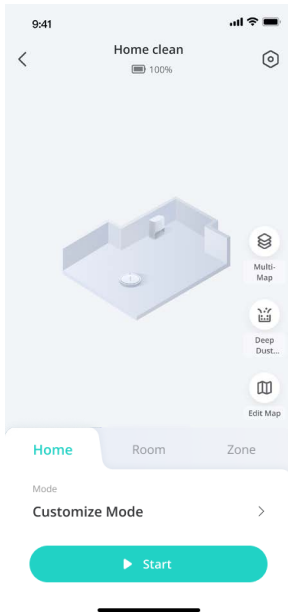 9:41
Home clean
100%
Multi-
Map
Deep
Dust...
Edit Map
Home Room Zone
Mode
Customize Mode
Start